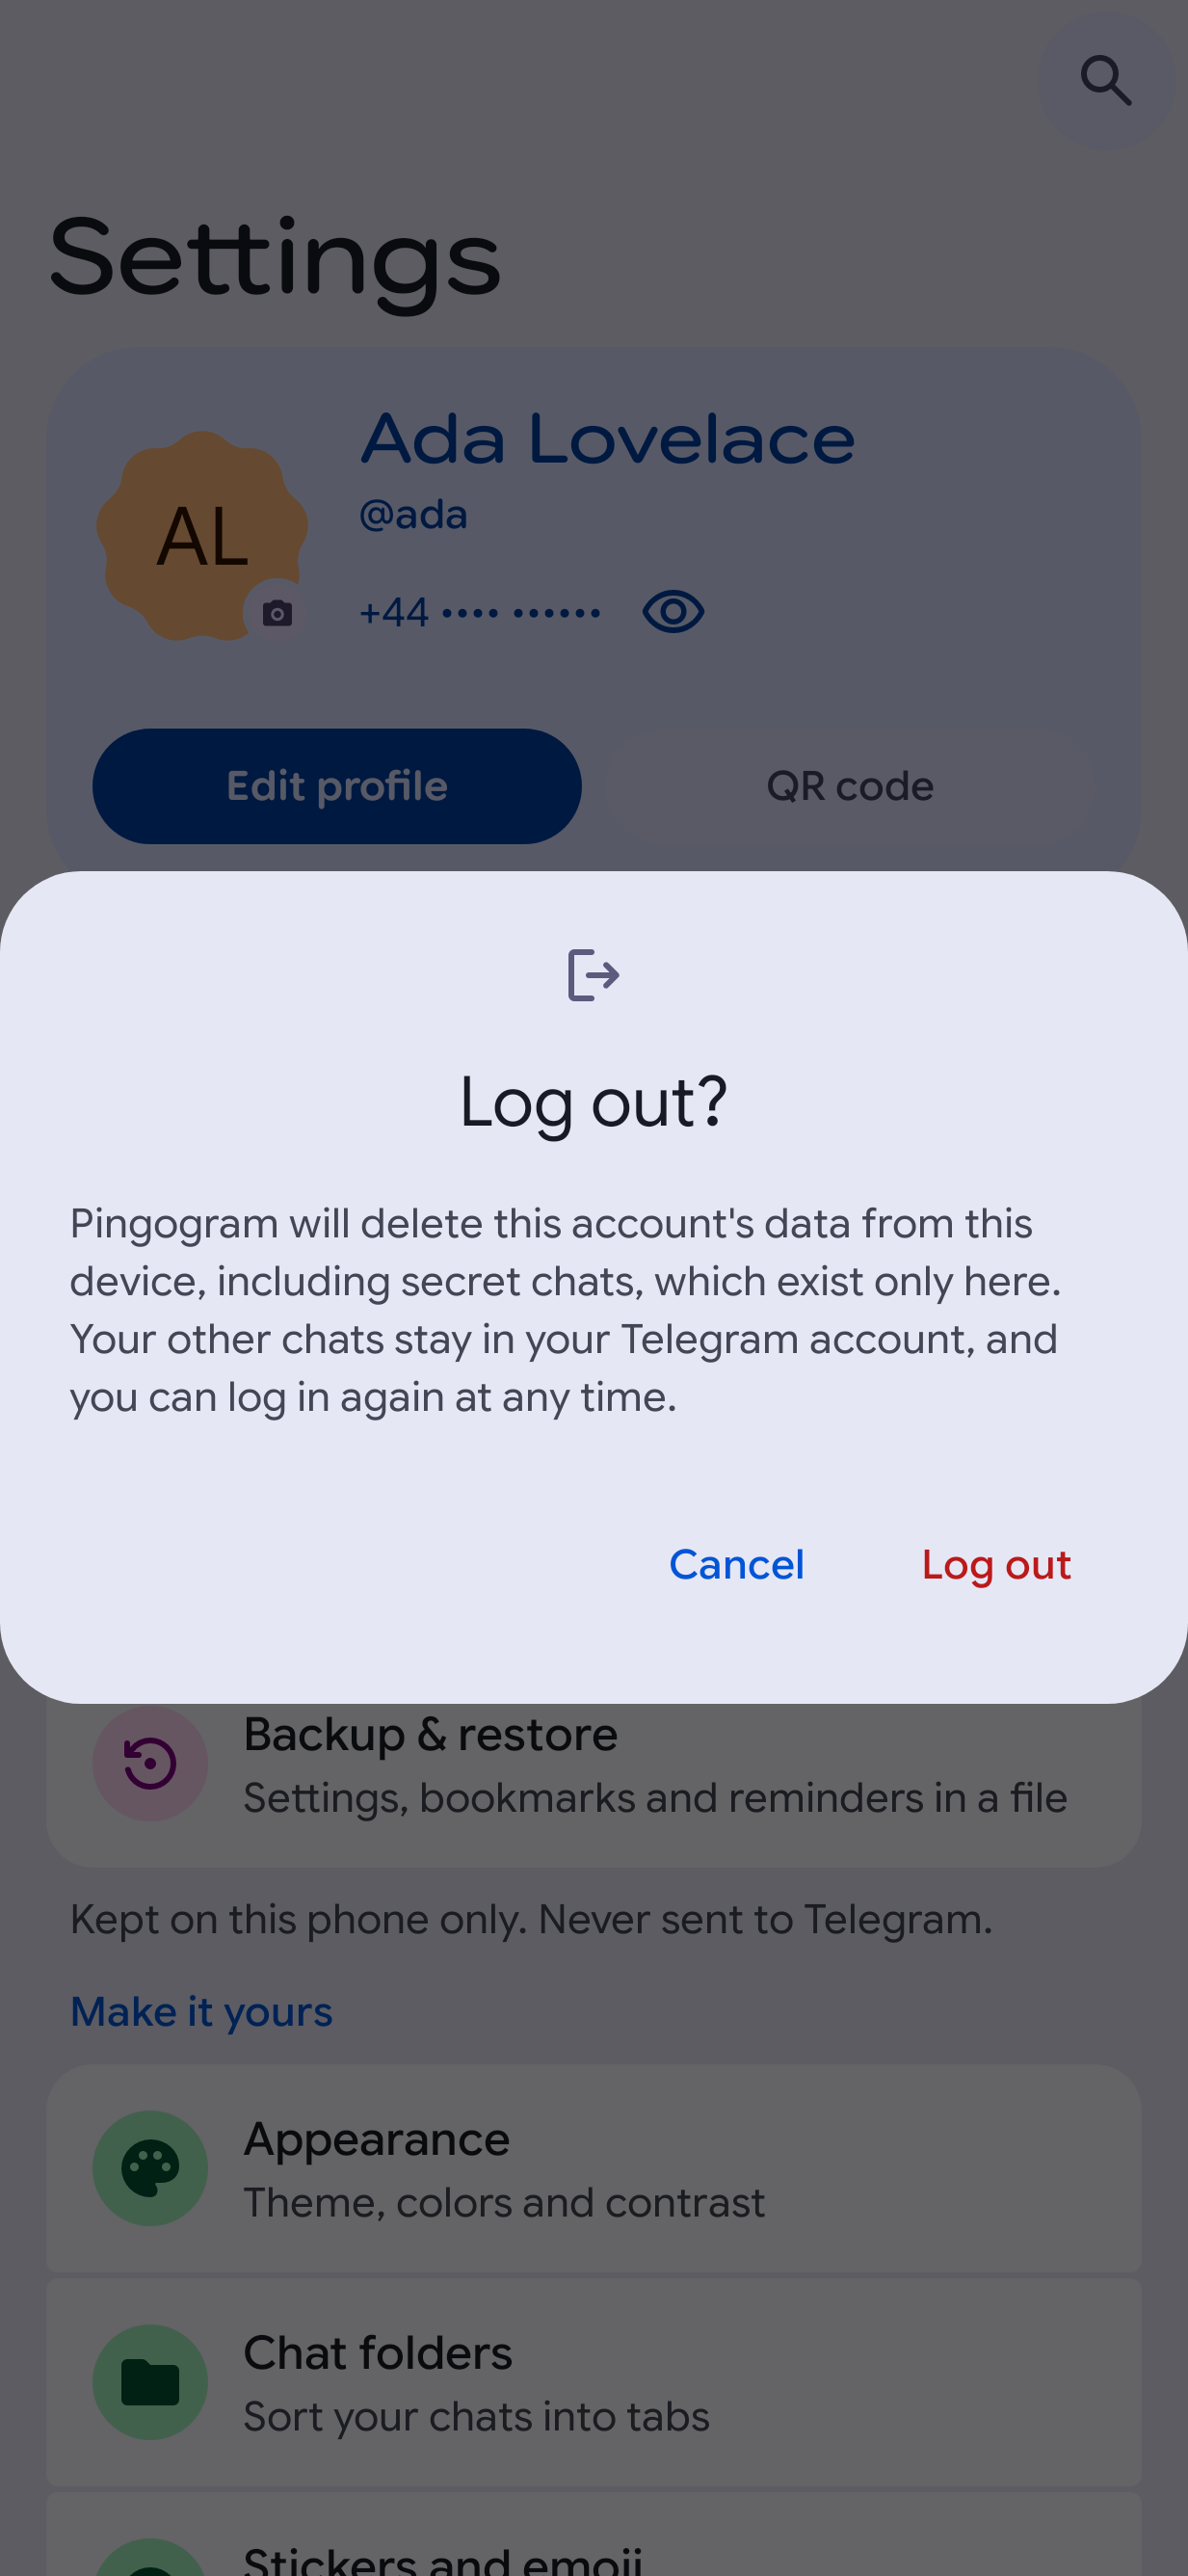 Settings
Ada Lovelace
AL
@ada
+44 •••• ••••••
Edit profile
QR code
Log out?
Pingogram will delete this account's data from this
device, including secret chats, which exist only here.
Your other chats stay in your Telegram account, and
you can log in again at any time.
Cancel
Log out
Backup & restore
Settings, bookmarks and reminders in a file
Kept on this phone only. Never sent to Telegram.
Make it yours
Appearance
Theme, colors and contrast
Chat folders
Sort your chats into tabs
Stickers and emoji